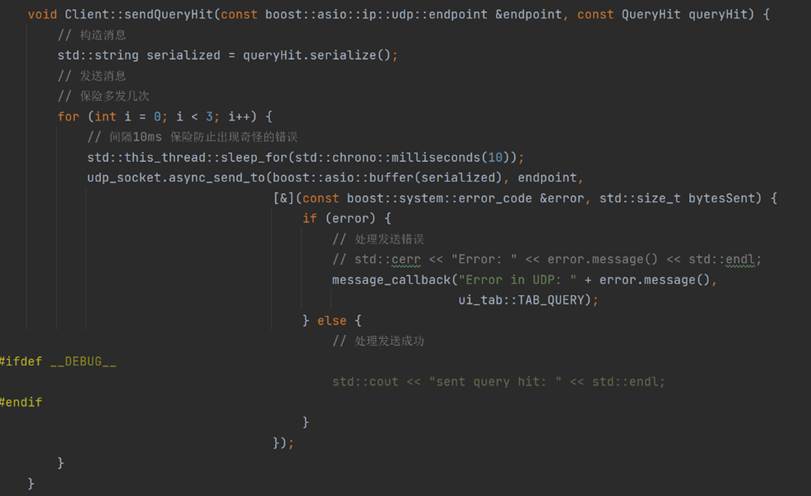 void Client::sendQueryHit(const boost::asio::ip::udp::endpoint &endpoint, const QueryHit queryHit) {
    // 构造消息
    std::string serialized = queryHit.serialize();
    // 发送消息
    // 保险多发几次
    for (int i = 0; i < 3; i++) {
        // 间隔10ms 保险防止出现奇怪的错误
        std::this_thread::sleep_for(std::chrono::milliseconds(10));
        udp_socket.async_send_to(boost::asio::buffer(serialized), endpoint,
                                 [&](const boost::system::error_code &error, std::size_t bytesSent) {
                                     if (error) {
                                         // 处理发送错误
                                         // std::cerr << "Error: " << error.message() << std::endl;
                                         message_callback("Error in UDP: " + error.message(),
                                                          ui_tab::TAB_QUERY);
                                     } else {
                                         // 处理发送成功
#ifdef __DEBUG__
                                         std::cout << "sent query hit: " << std::endl;
#endif
                                     }
                                 });
    }
}